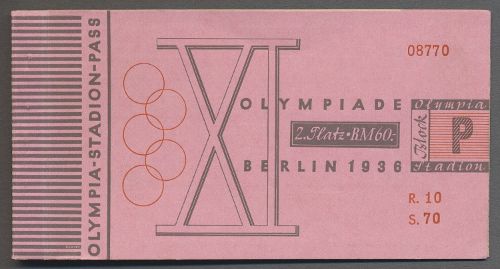 OLYMPIA-STADION-PASS
XI
08770
OLYMPIADE
2. Platz • RM 60.-
BERLIN 1936
Olympia
Block P
Stadion
R. 10
S. 70